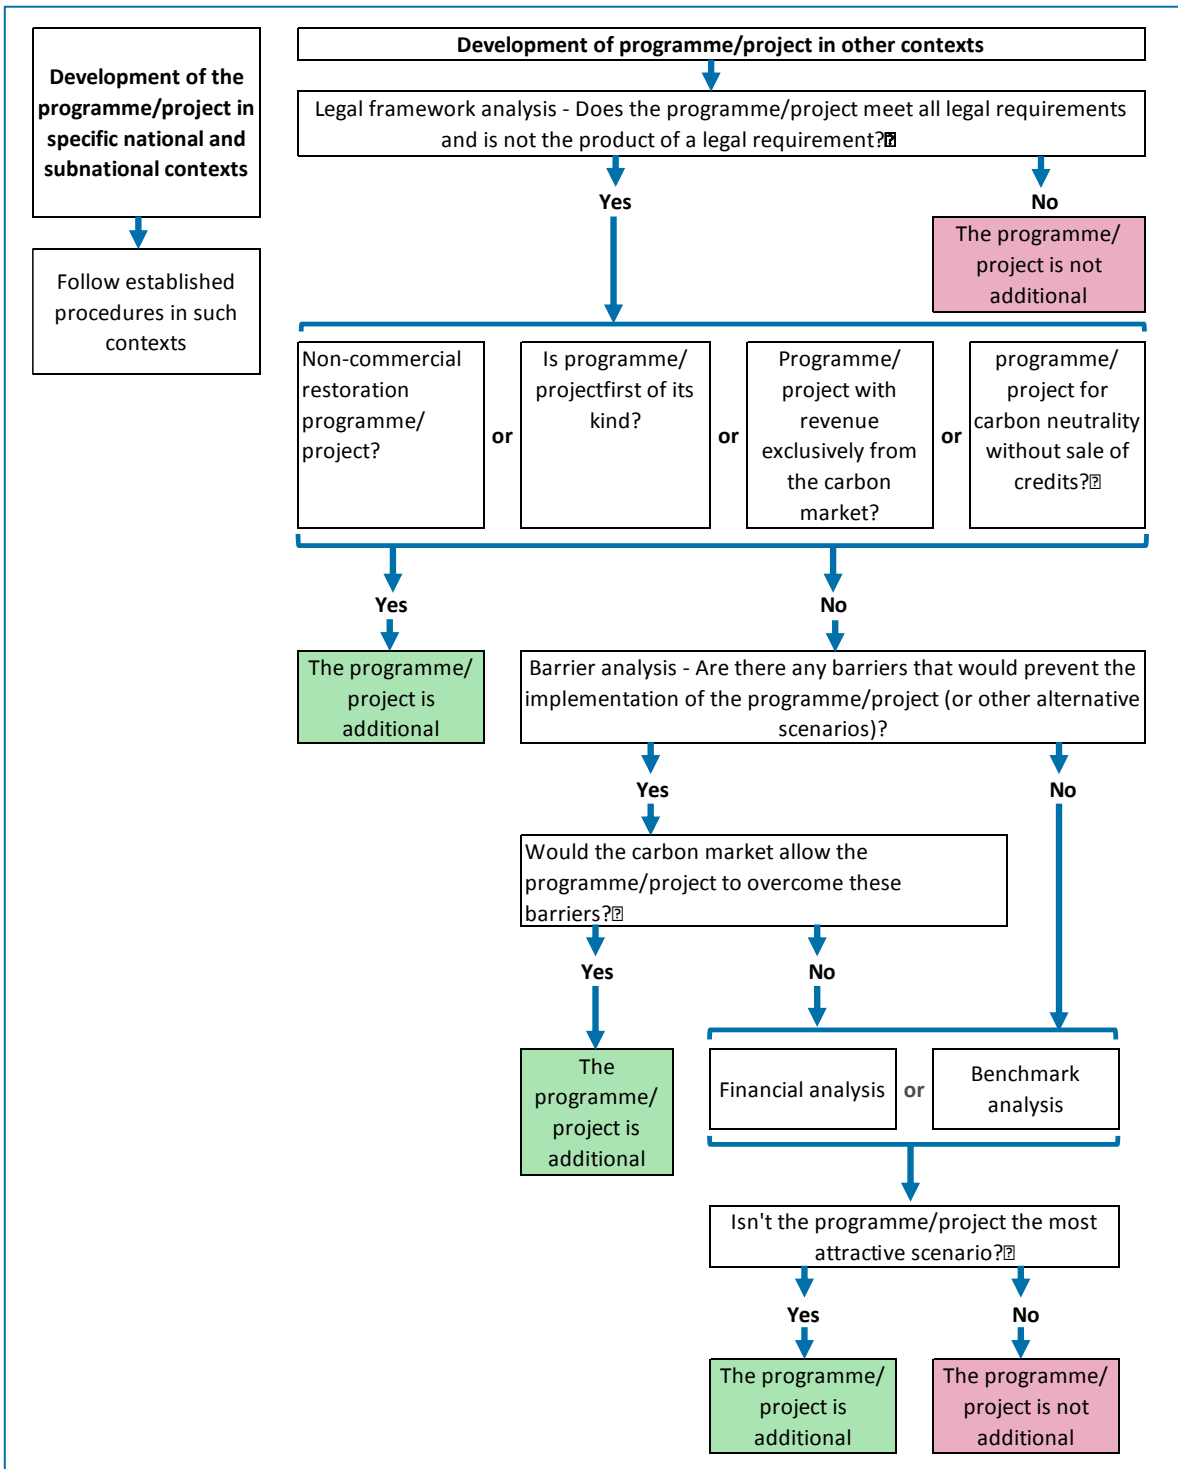 Development of the
programme/project in
specific national and
subnational contexts
Follow established
procedures in such
contexts
Development of programme/project in other contexts
Legal framework analysis - Does the programme/project meet all legal requirements
and is not the product of a legal requirement?
Yes
No
The programme/
project is not
additional
Non-commercial
restoration
programme/
project?
or
Is programme/
projectfirst of its
kind?
or
Programme/
project with
revenue
exclusively from
the carbon
market?
or
programme/
project for
carbon neutrality
without sale of
credits?
Yes
No
The programme/
project is
additional
Barrier analysis - Are there any barriers that would prevent the
implementation of the programme/project (or other alternative
scenarios)?
Yes
No
Would the carbon market allow the
programme/project to overcome these
barriers?
Yes
No
The
programme/
project is
additional
Financial analysis
or
Benchmark
analysis
Isn't the programme/project the most
attractive scenario?
Yes
No
The programme/
project is
additional
The programme/
project is not
additional